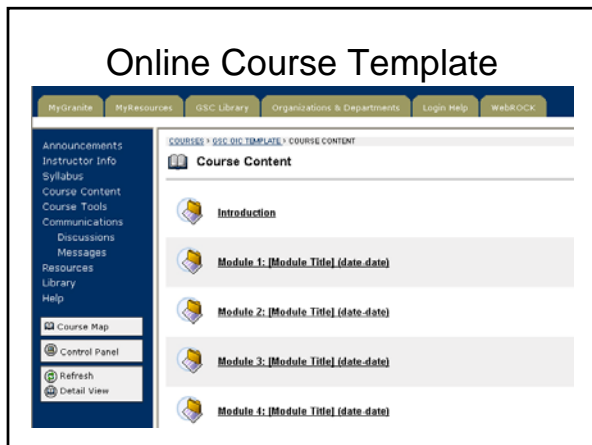 Online Course Template
MyGranite MyResources GSC Library Organizations & Departments Login Help WebROCK
COURSES > GSC OIC TEMPLATE > COURSE CONTENT
Course Content
Announcements
Instructor Info
Syllabus
Course Content
Course Tools
Communications
Discussions
Messages
Resources
Library
Help
Course Map
Control Panel
Refresh
Detail View
Introduction
Module 1: [Module Title] (date-date)
Module 2: [Module Title] (date-date)
Module 3: [Module Title] (date-date)
Module 4: [Module Title] (date-date)